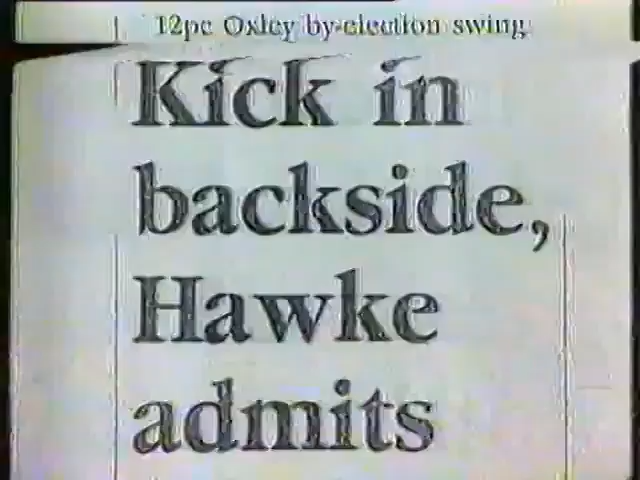 12pc Oxley by-election swing
Kick in
backside,
Hawke
admits